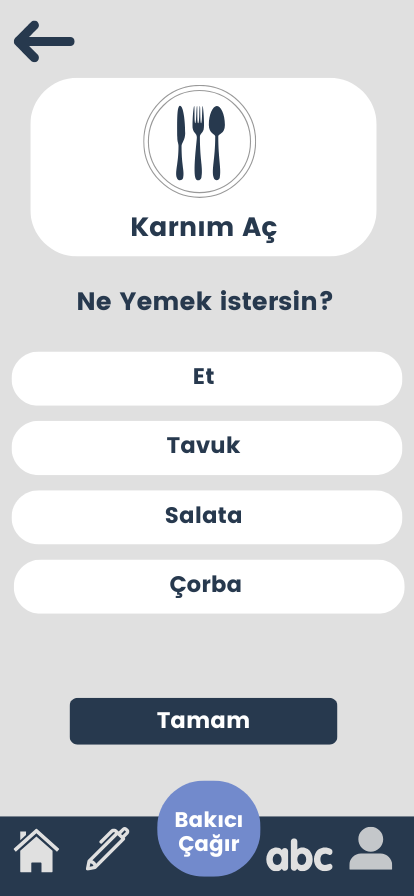 Karnım Aç
Ne Yemek istersin?
Et
Tavuk
Salata
Çorba
Tamam
Bakıcı
Çağır
abc